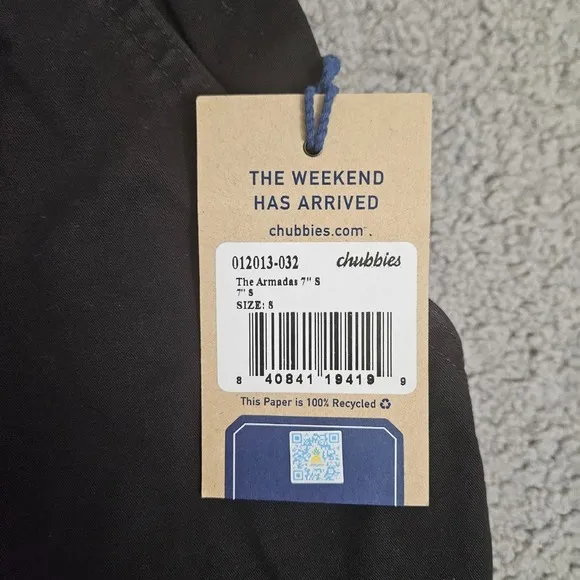 THE WEEKEND
HAS ARRIVED
chubbies.com™.
012013-032 chubbies
The Armadas 7" S
7" S
SIZE: S
8 40841 19419 9
This Paper is 100% Recycled